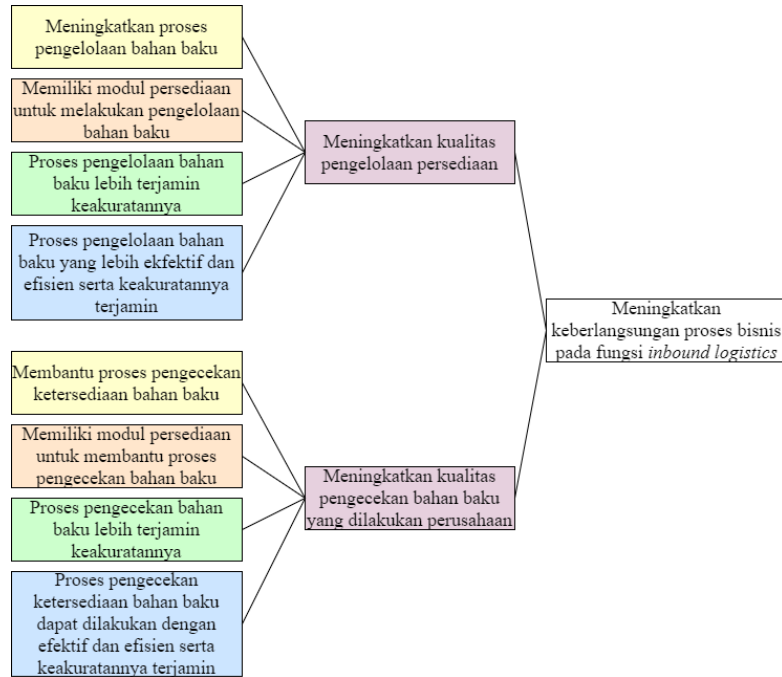 Meningkatkan proses
pengelolaan bahan baku
Memiliki modul persediaan
untuk melakukan pengelolaan
bahan baku
Proses pengelolaan bahan
baku lebih terjamin
keakuratannya
Proses pengelolaan bahan
baku yang lebih ekfektif dan
efisien serta keakuratannya
terjamin
Meningkatkan kualitas
pengelolaan persediaan
Membantu proses pengecekan
ketersediaan bahan baku
Memiliki modul persediaan
untuk membantu proses
pengecekan bahan baku
Proses pengecekan bahan
baku lebih terjamin
keakuratannya
Proses pengecekan
ketersediaan bahan baku
dapat dilakukan dengan
efektif dan efisien serta
keakuratannya terjamin
Meningkatkan kualitas
pengecekan bahan baku
yang dilakukan perusahaan
Meningkatkan
keberlangsungan proses bisnis
pada fungsi inbound logistics